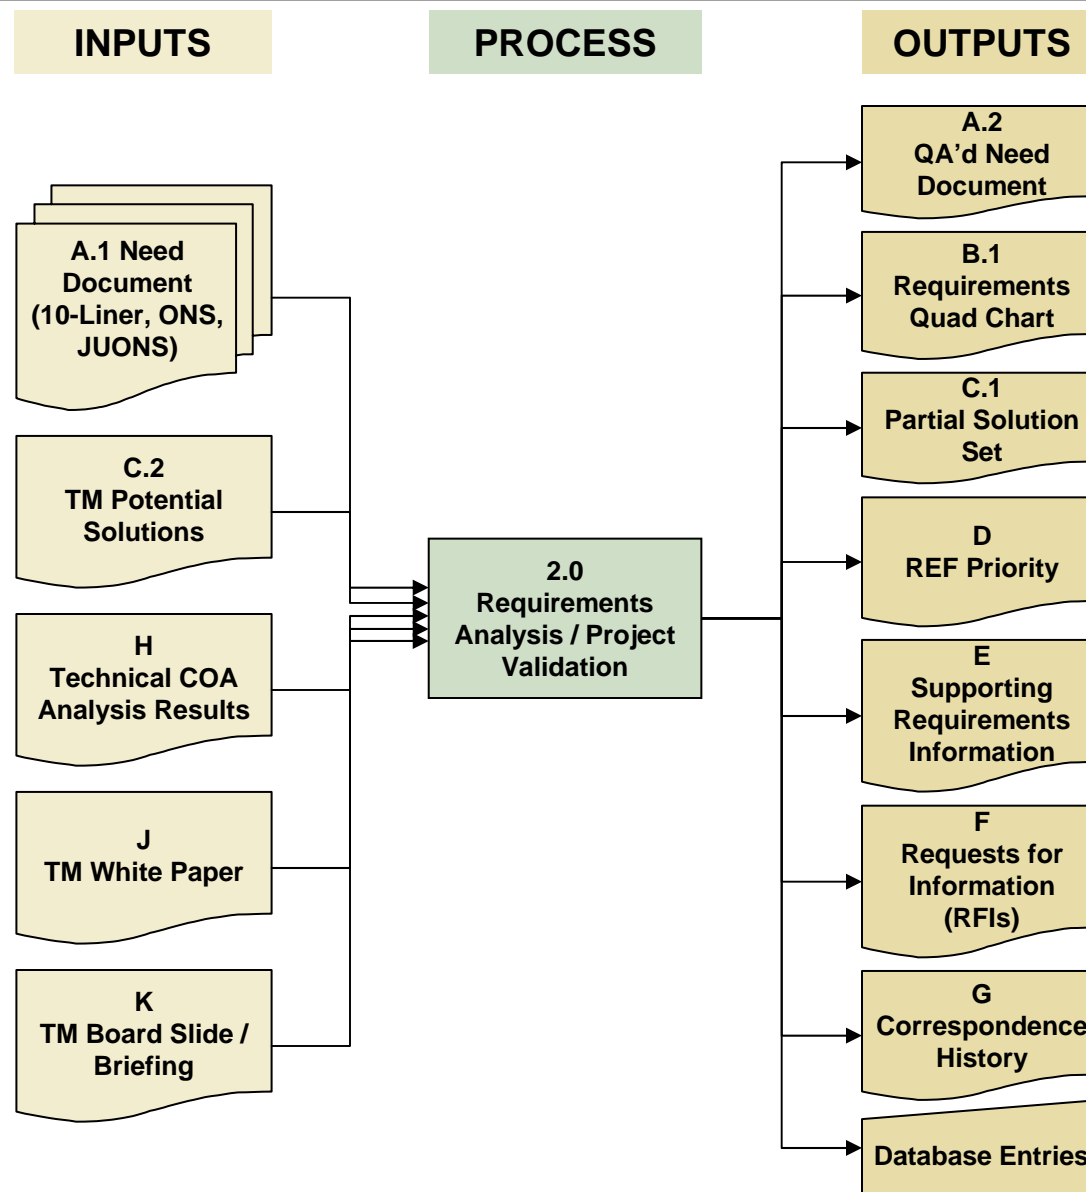 INPUTS
PROCESS
OUTPUTS
A.1 Need
Document
(10-Liner, ONS,
JUONS)
C.2
TM Potential
Solutions
H
Technical COA
Analysis Results
J
TM White Paper
K
TM Board Slide /
Briefing
2.0
Requirements
Analysis / Project
Validation
A.2
QA’d Need
Document
B.1
Requirements
Quad Chart
C.1
Partial Solution
Set
D
REF Priority
E
Supporting
Requirements
Information
F
Requests for
Information
(RFIs)
G
Correspondence
History
Database Entries